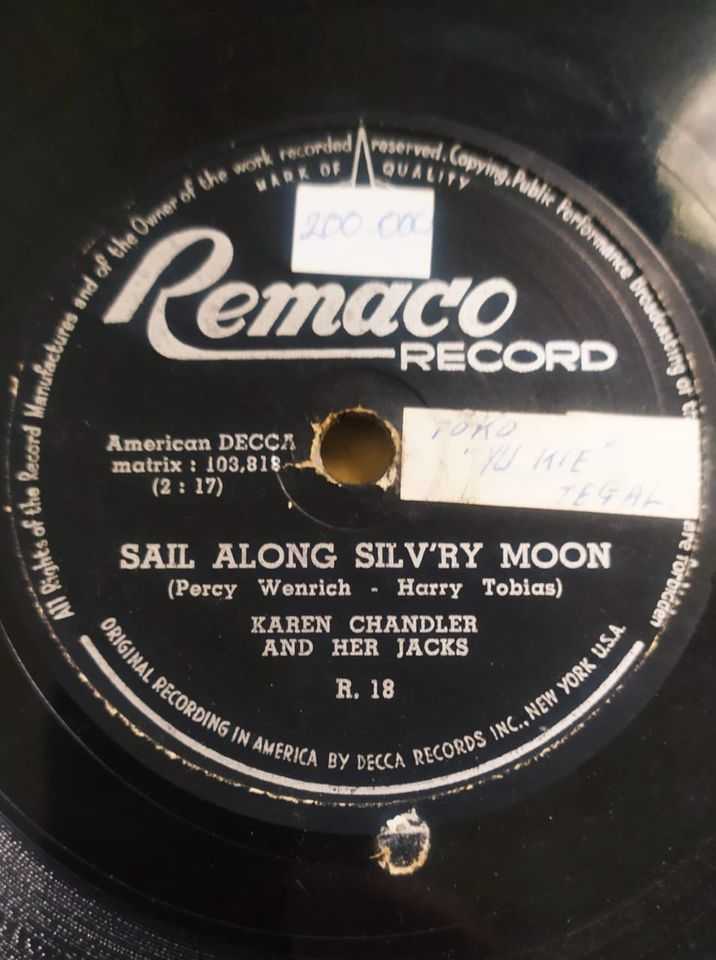 All Rights of the Record Manufactures and of the Owner of the work recorded reserved. Copying, Public Performance Broadcasting of
forbidden
MARK OF QUALITY
200.000
Remaco
RECORD
American DECCA
matrix : 103,818
(2 : 17)
TOKO
"YU KIE"
TEGAL
SAIL ALONG SILV'RY MOON
(Percy Wenrich - Harry Tobias)
KAREN CHANDLER
AND HER JACKS
R. 18
ORIGINAL RECORDING IN AMERICA BY DECCA RECORDS INC., NEW YORK U.S.A.